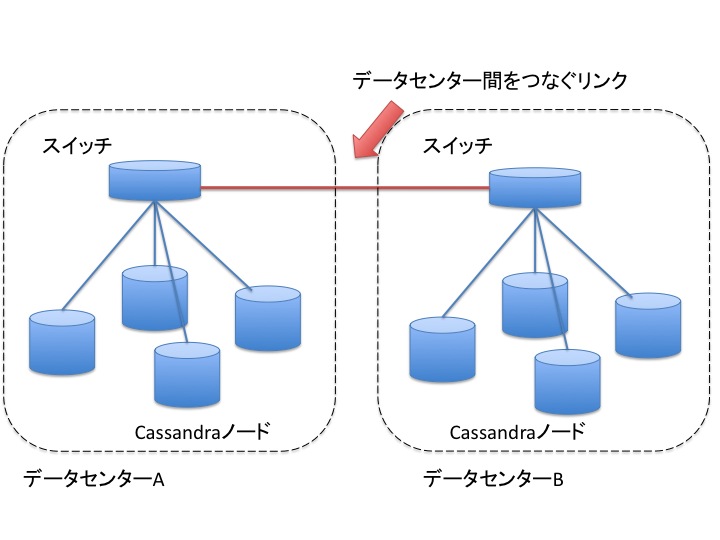 データセンター間をつなぐリンク
スイッチ
スイッチ
Cassandraノード
Cassandraノード
データセンターA
データセンターB